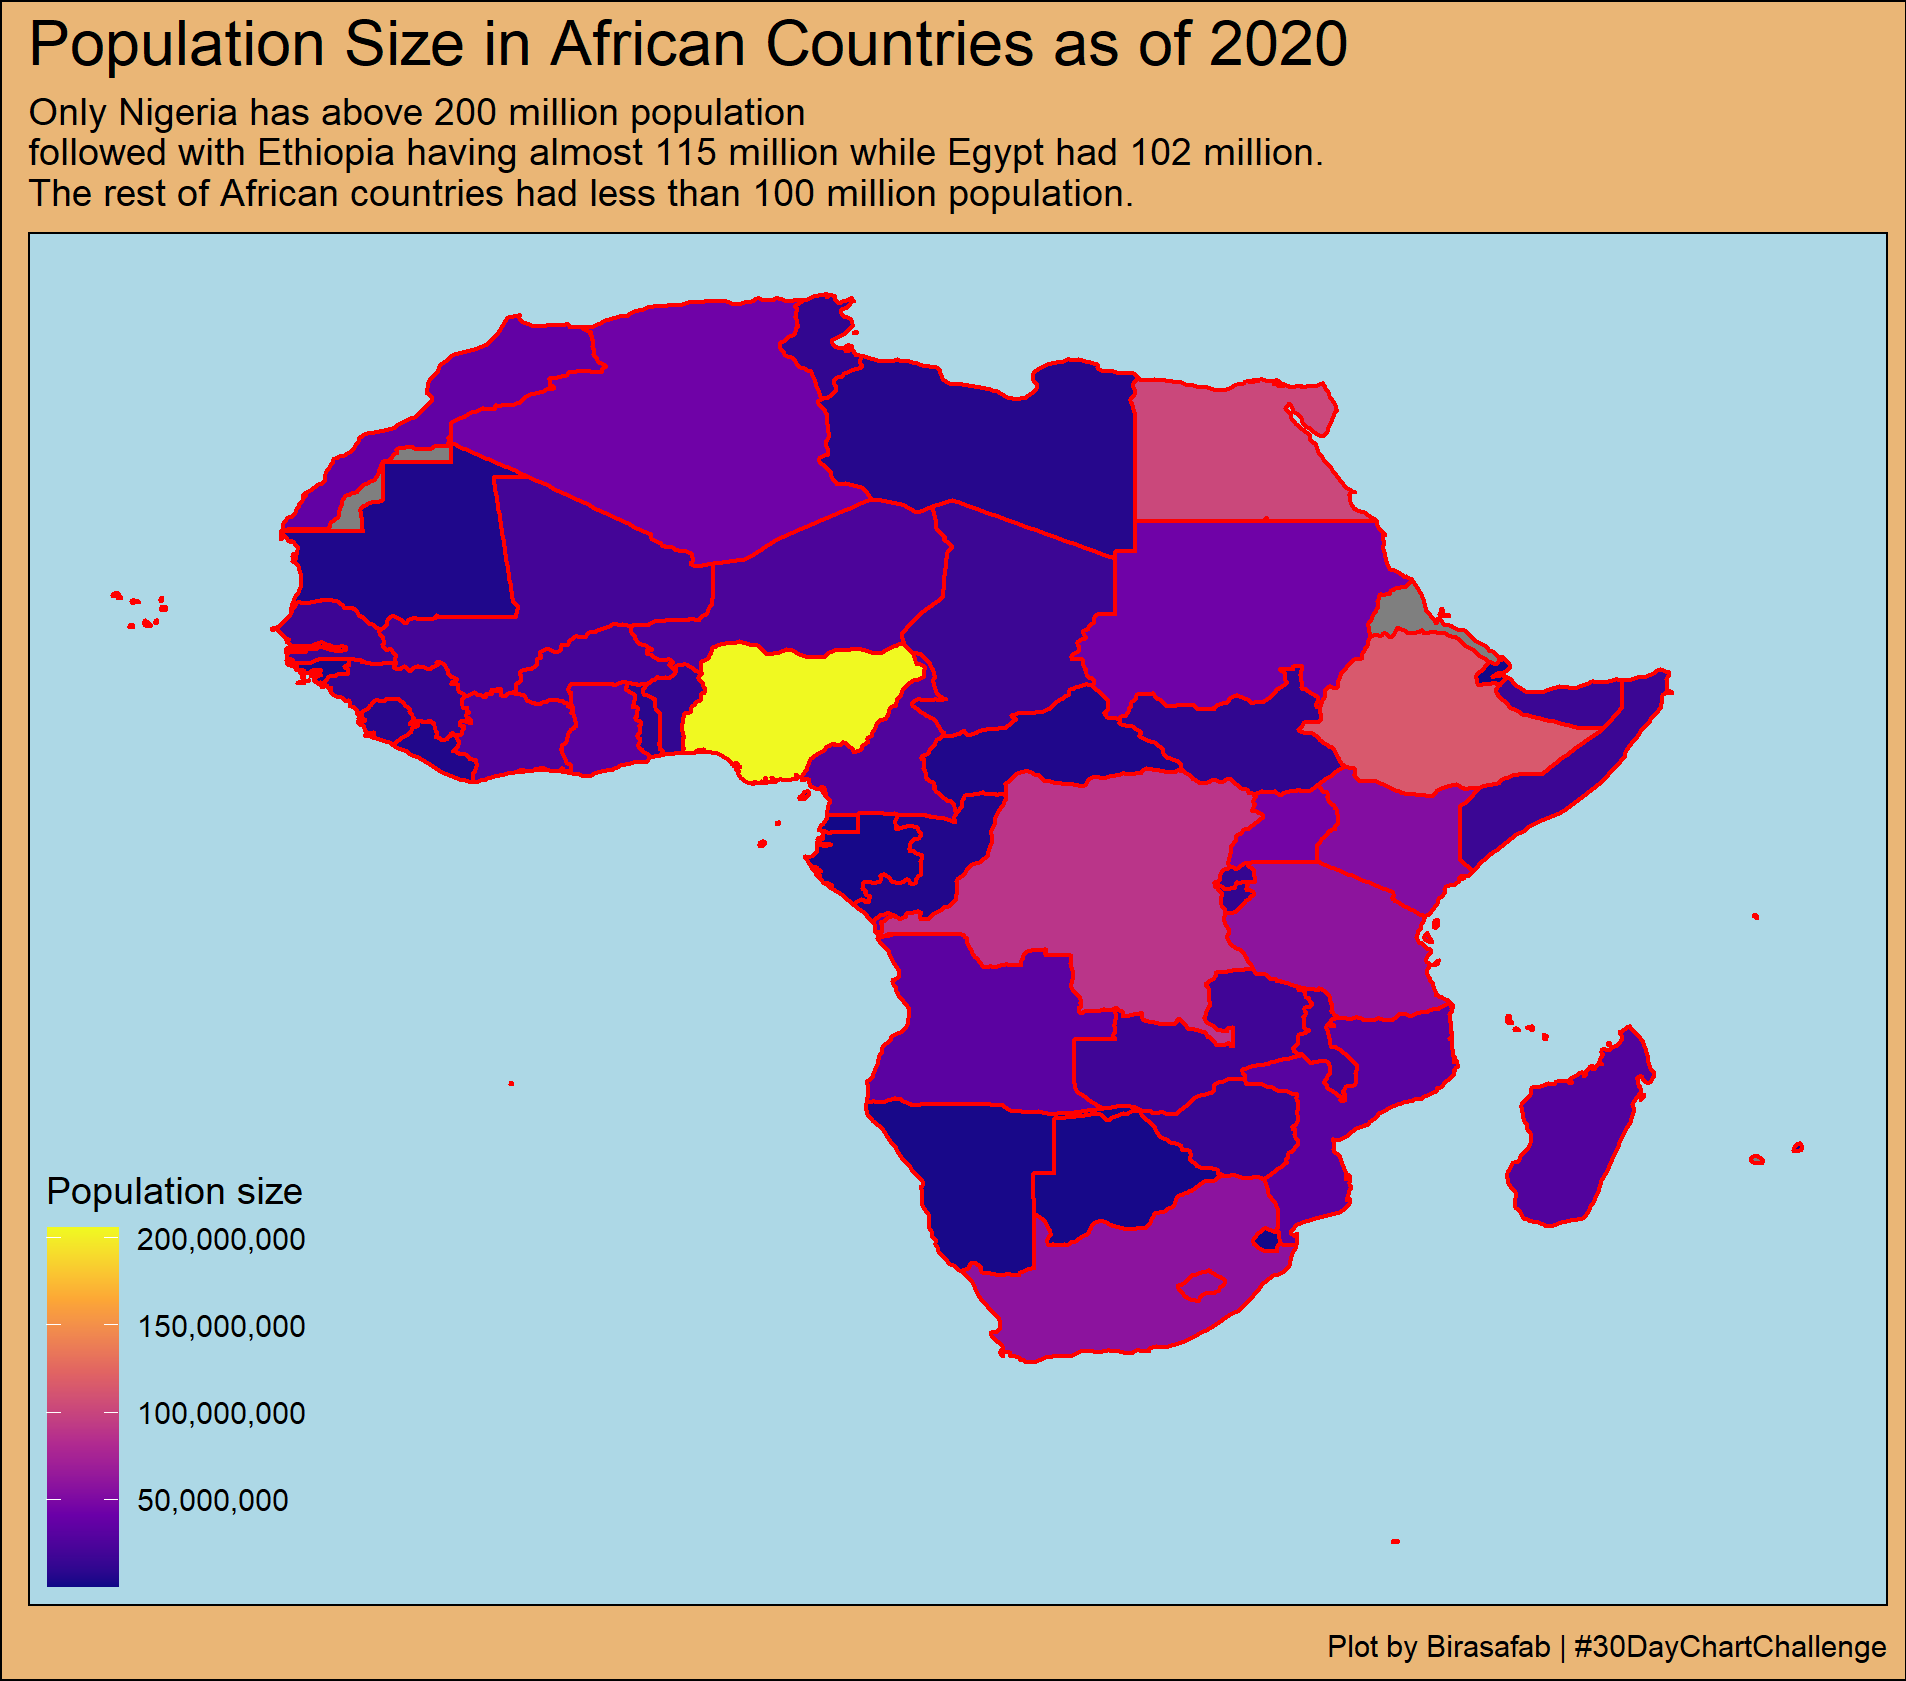 Population Size in African Countries as of 2020
Only Nigeria has above 200 million population
followed with Ethiopia having almost 115 million while Egypt had 102 million.
The rest of African countries had less than 100 million population.
Population size
200,000,000
150,000,000
100,000,000
50,000,000
Plot by Birasafab | #30DayChartChallenge